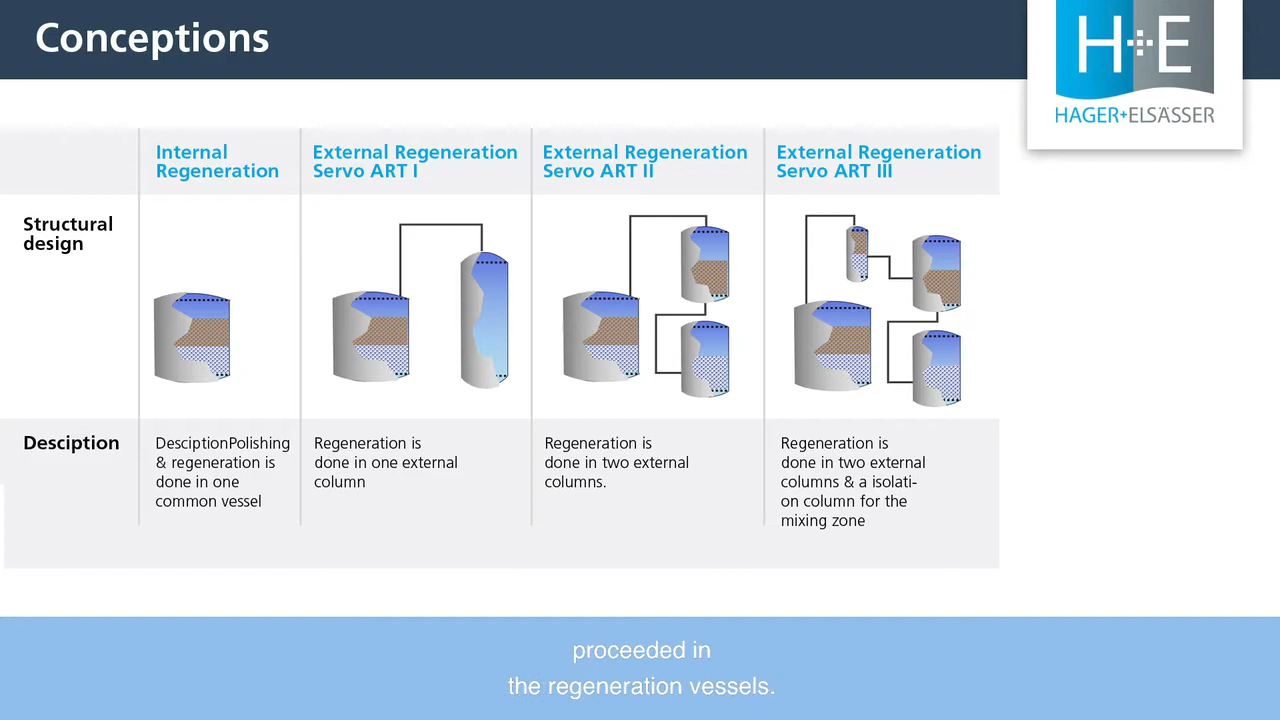 Conceptions
H+E
HAGER+ELSÄSSER
Internal
Regeneration
External Regeneration
Servo ART I
External Regeneration
Servo ART II
External Regeneration
Servo ART III
Structural
design
Desciption
DesciptionPolishing
& regeneration is
done in one
common vessel
Regeneration is
done in one external
column
Regeneration is
done in two external
columns.
Regeneration is
done in two external
columns & a isolati-
on column for the
mixing zone
proceeded in
the regeneration vessels.